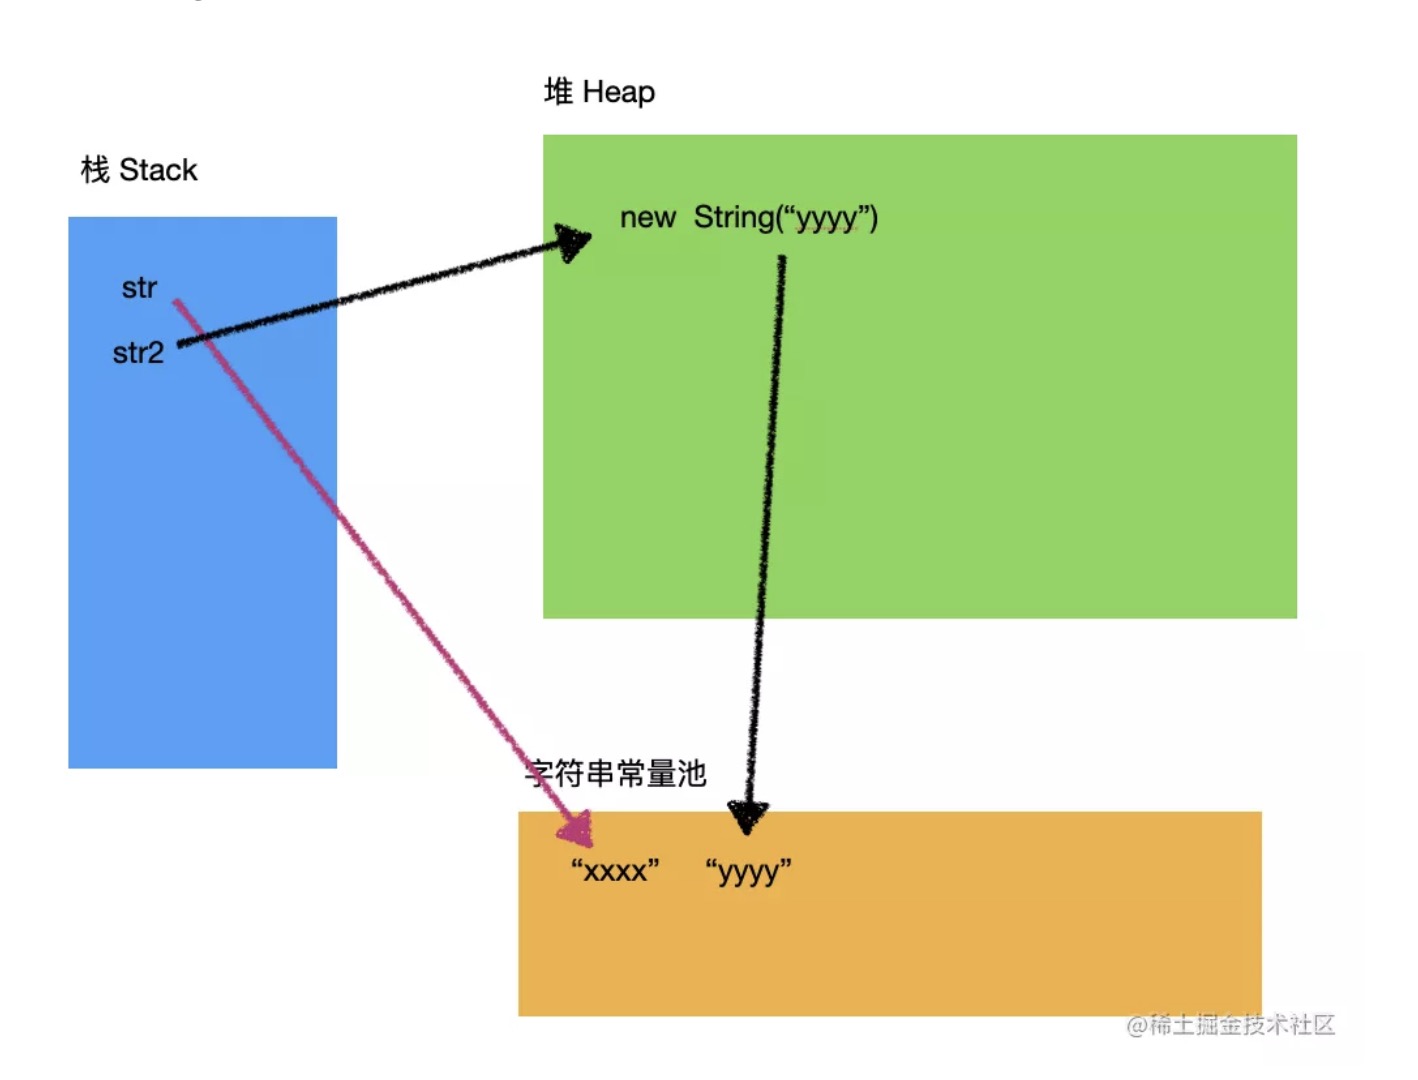 堆 Heap
栈 Stack
new String(“yyyy”)
str
str2
字符串常量池
“xxxx” “yyyy”
@稀土掘金技术社区